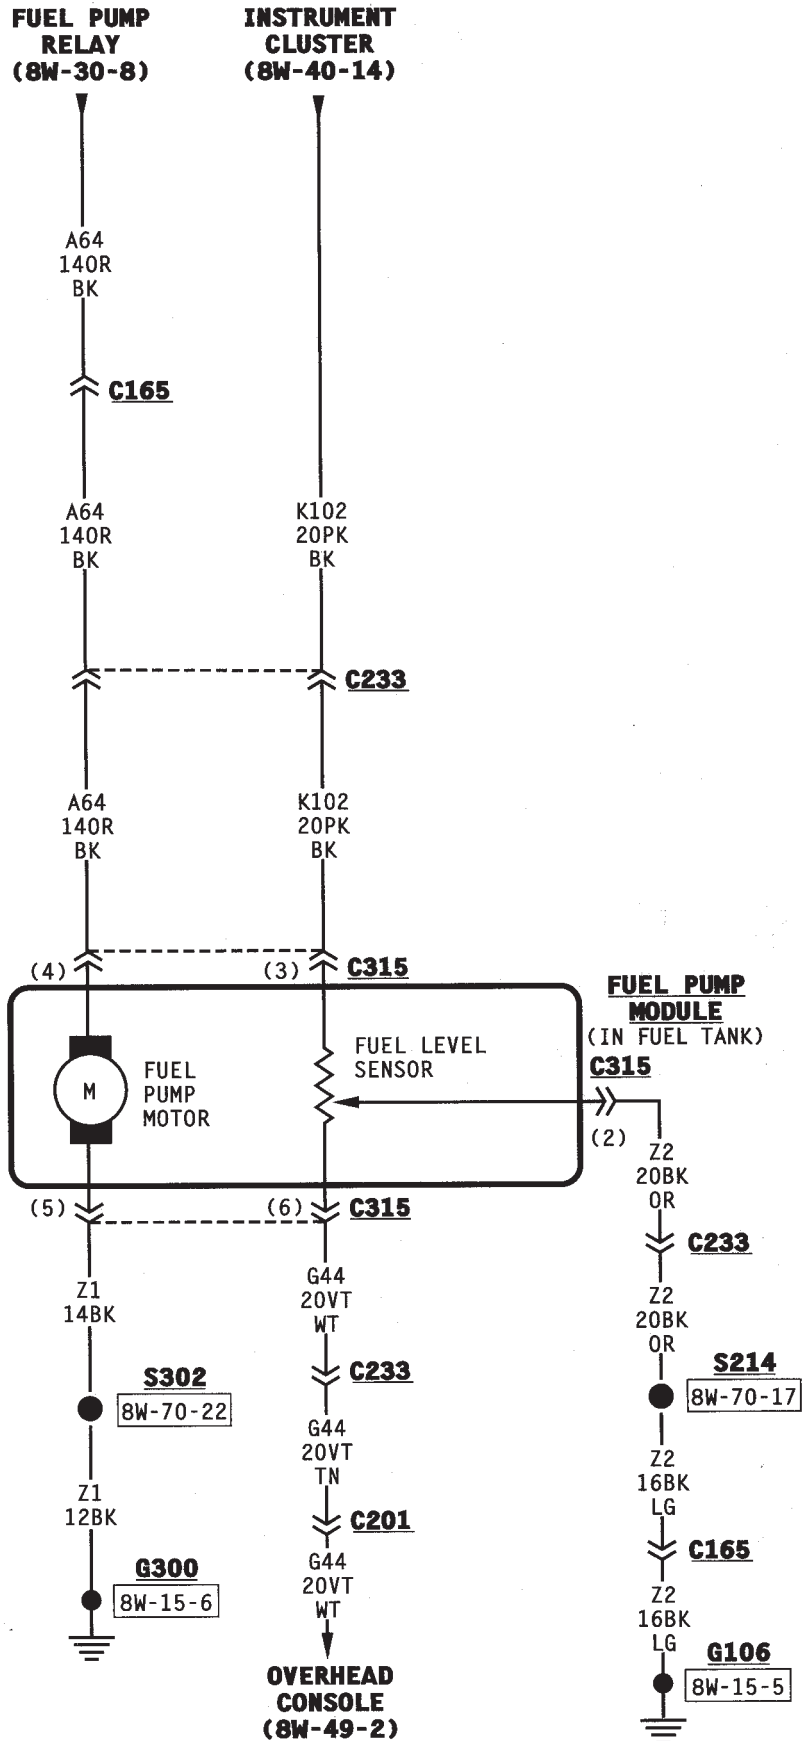 FUEL PUMP
RELAY
(8W-30-8)
INSTRUMENT
CLUSTER
(8W-40-14)
A64
14OR
BK
C165
A64
14OR
BK
K102
20PK
BK
C233
A64
14OR
BK
K102
20PK
BK
(4)
(3)
C315
FUEL PUMP
MODULE
(IN FUEL TANK)
C315
(2)
M
FUEL
PUMP
MOTOR
FUEL LEVEL
SENSOR
Z2
20BK
OR
(5)
(6)
C315
C233
Z1
14BK
G44
20VT
WT
Z2
20BK
OR
S302
8W-70-22
C233
S214
8W-70-17
G44
20VT
TN
Z2
16BK
LG
Z1
12BK
C201
C165
G300
8W-15-6
G44
20VT
WT
Z2
16BK
LG
G106
8W-15-5
OVERHEAD
CONSOLE
(8W-49-2)